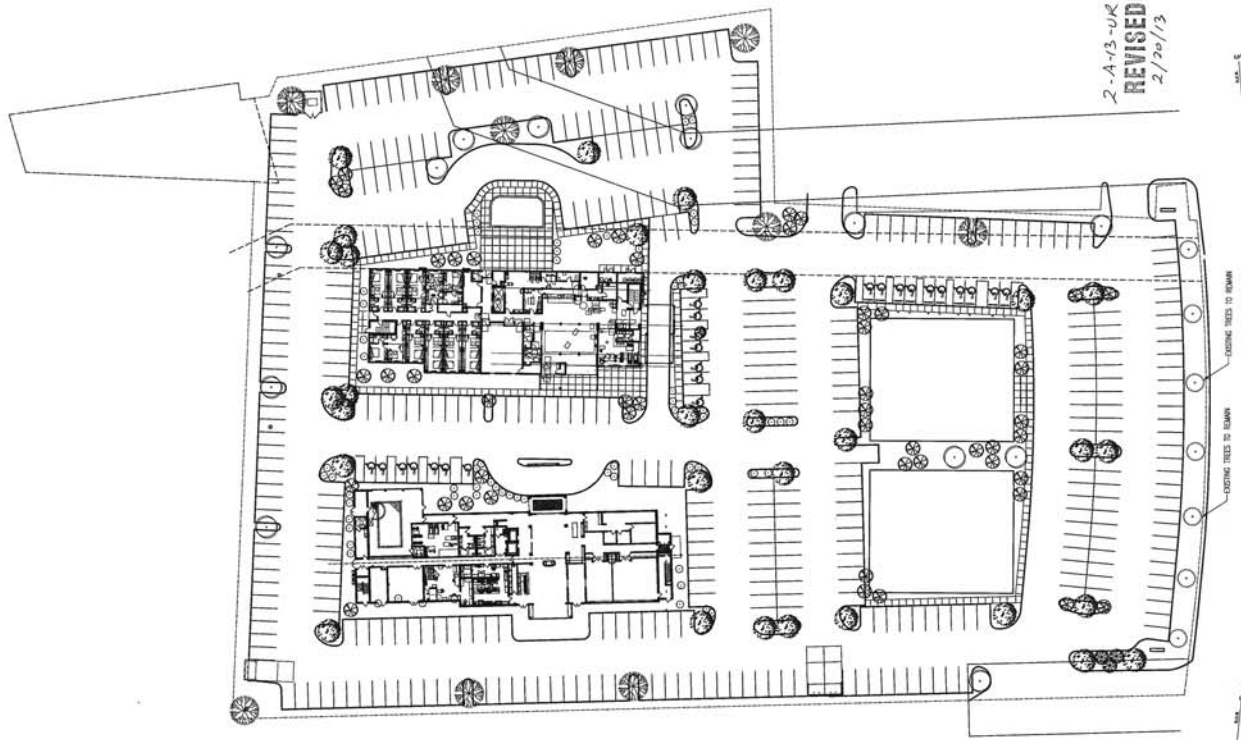 2-A-13-UR
REVISED
2/20/13
EXISTING TREES TO REMAIN
EXISTING TREES TO REMAIN